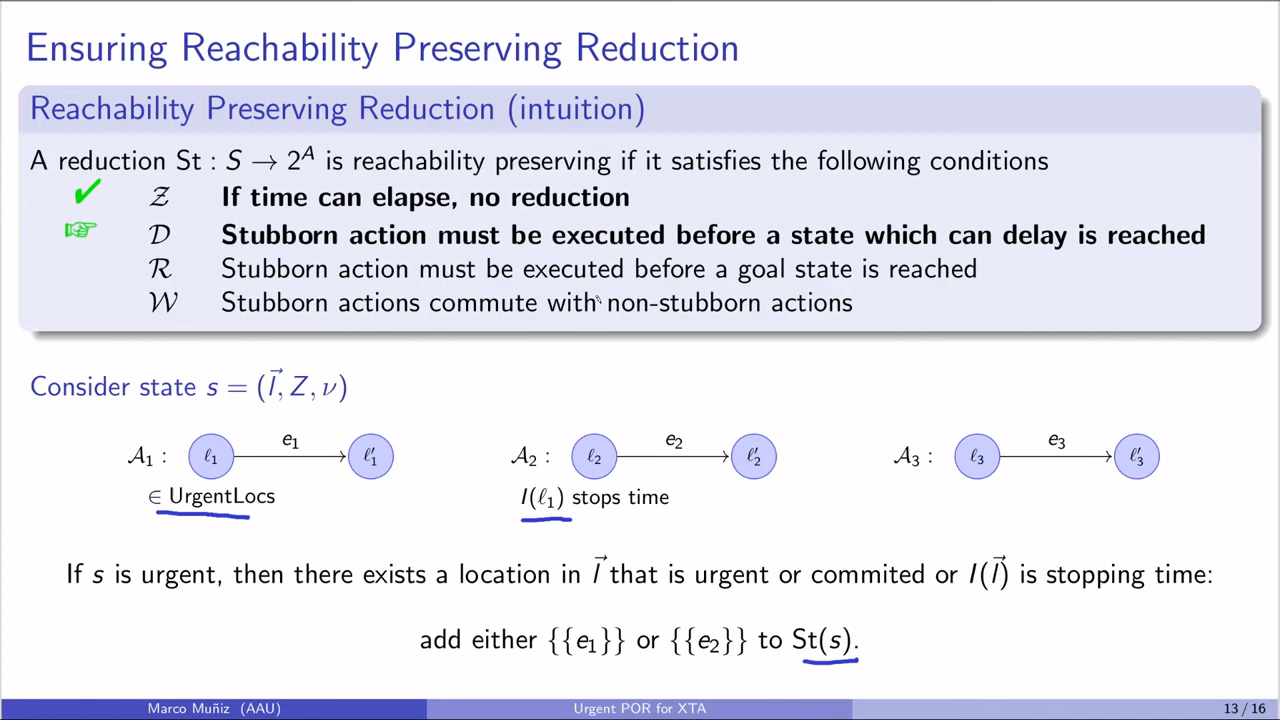 Ensuring Reachability Preserving Reduction
Reachability Preserving Reduction (intuition)
A reduction St : S → 2^A is reachability preserving if it satisfies the following conditions
✓ 𝒵 If time can elapse, no reduction
☞ 𝒟 Stubborn action must be executed before a state which can delay is reached
ℛ Stubborn action must be executed before a goal state is reached
𝒲 Stubborn actions commute with non-stubborn actions
Consider state s = (l⃗, Z, ν)
𝒜₁ : ℓ₁ e₁ ℓ′₁ 𝒜₂ : ℓ₂ e₂ ℓ′₂ 𝒜₃ : ℓ₃ e₃ ℓ′₃
∈ UrgentLocs I(ℓ₁) stops time
If s is urgent, then there exists a location in l⃗ that is urgent or commited or I(l⃗) is stopping time:
add either {{e₁}} or {{e₂}} to St(s).
Marco Muñiz (AAU) Urgent POR for XTA 13 / 16